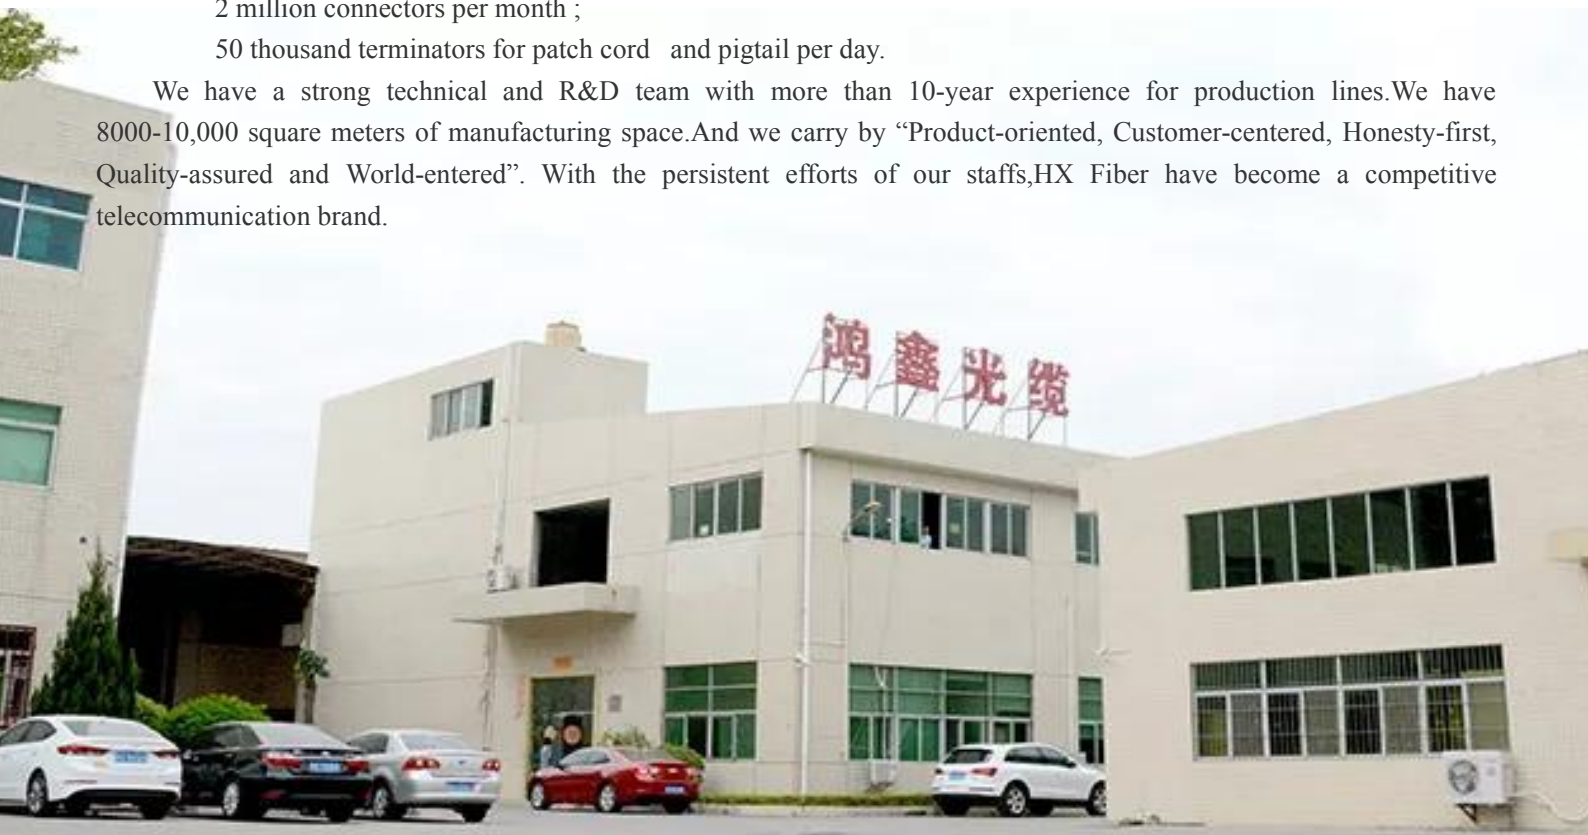 2 million connectors per month ;
50 thousand terminators for patch cord and pigtail per day.
We have a strong technical and R&D team with more than 10-year experience for production lines.We have
8000-10,000 square meters of manufacturing space.And we carry by “Product-oriented, Customer-centered, Honesty-first,
Quality-assured and World-entered”. With the persistent efforts of our staffs,HX Fiber have become a competitive
telecommunication brand.
鸿鑫光缆